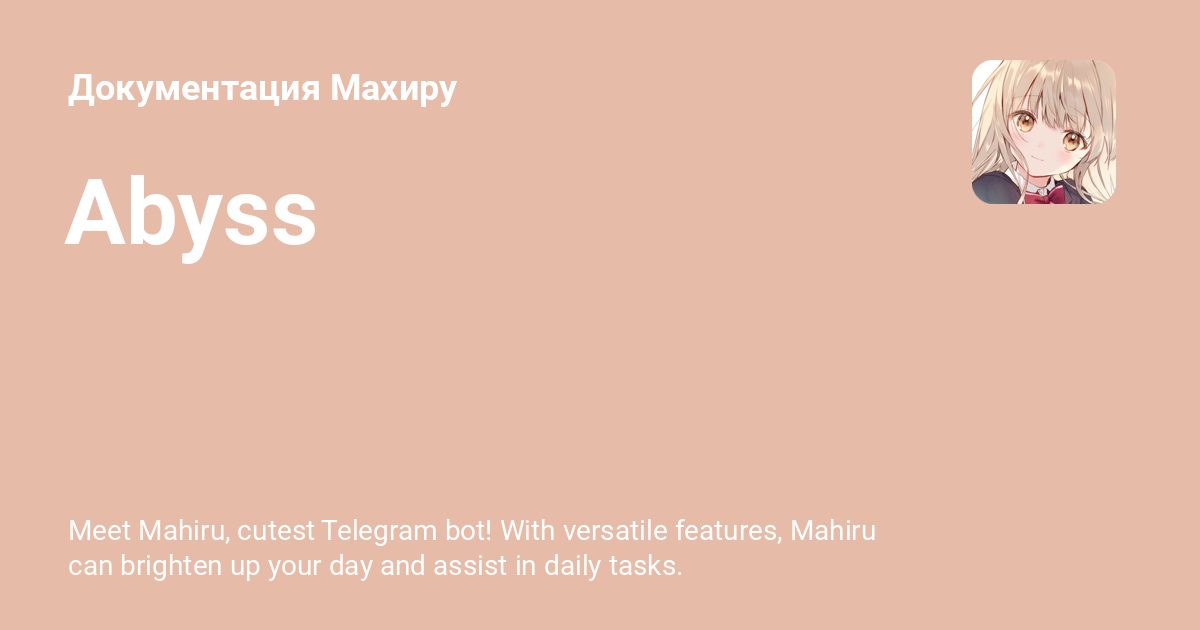 Документация Махиру
Abyss
Meet Mahiru, cutest Telegram bot! With versatile features, Mahiru
can brighten up your day and assist in daily tasks.